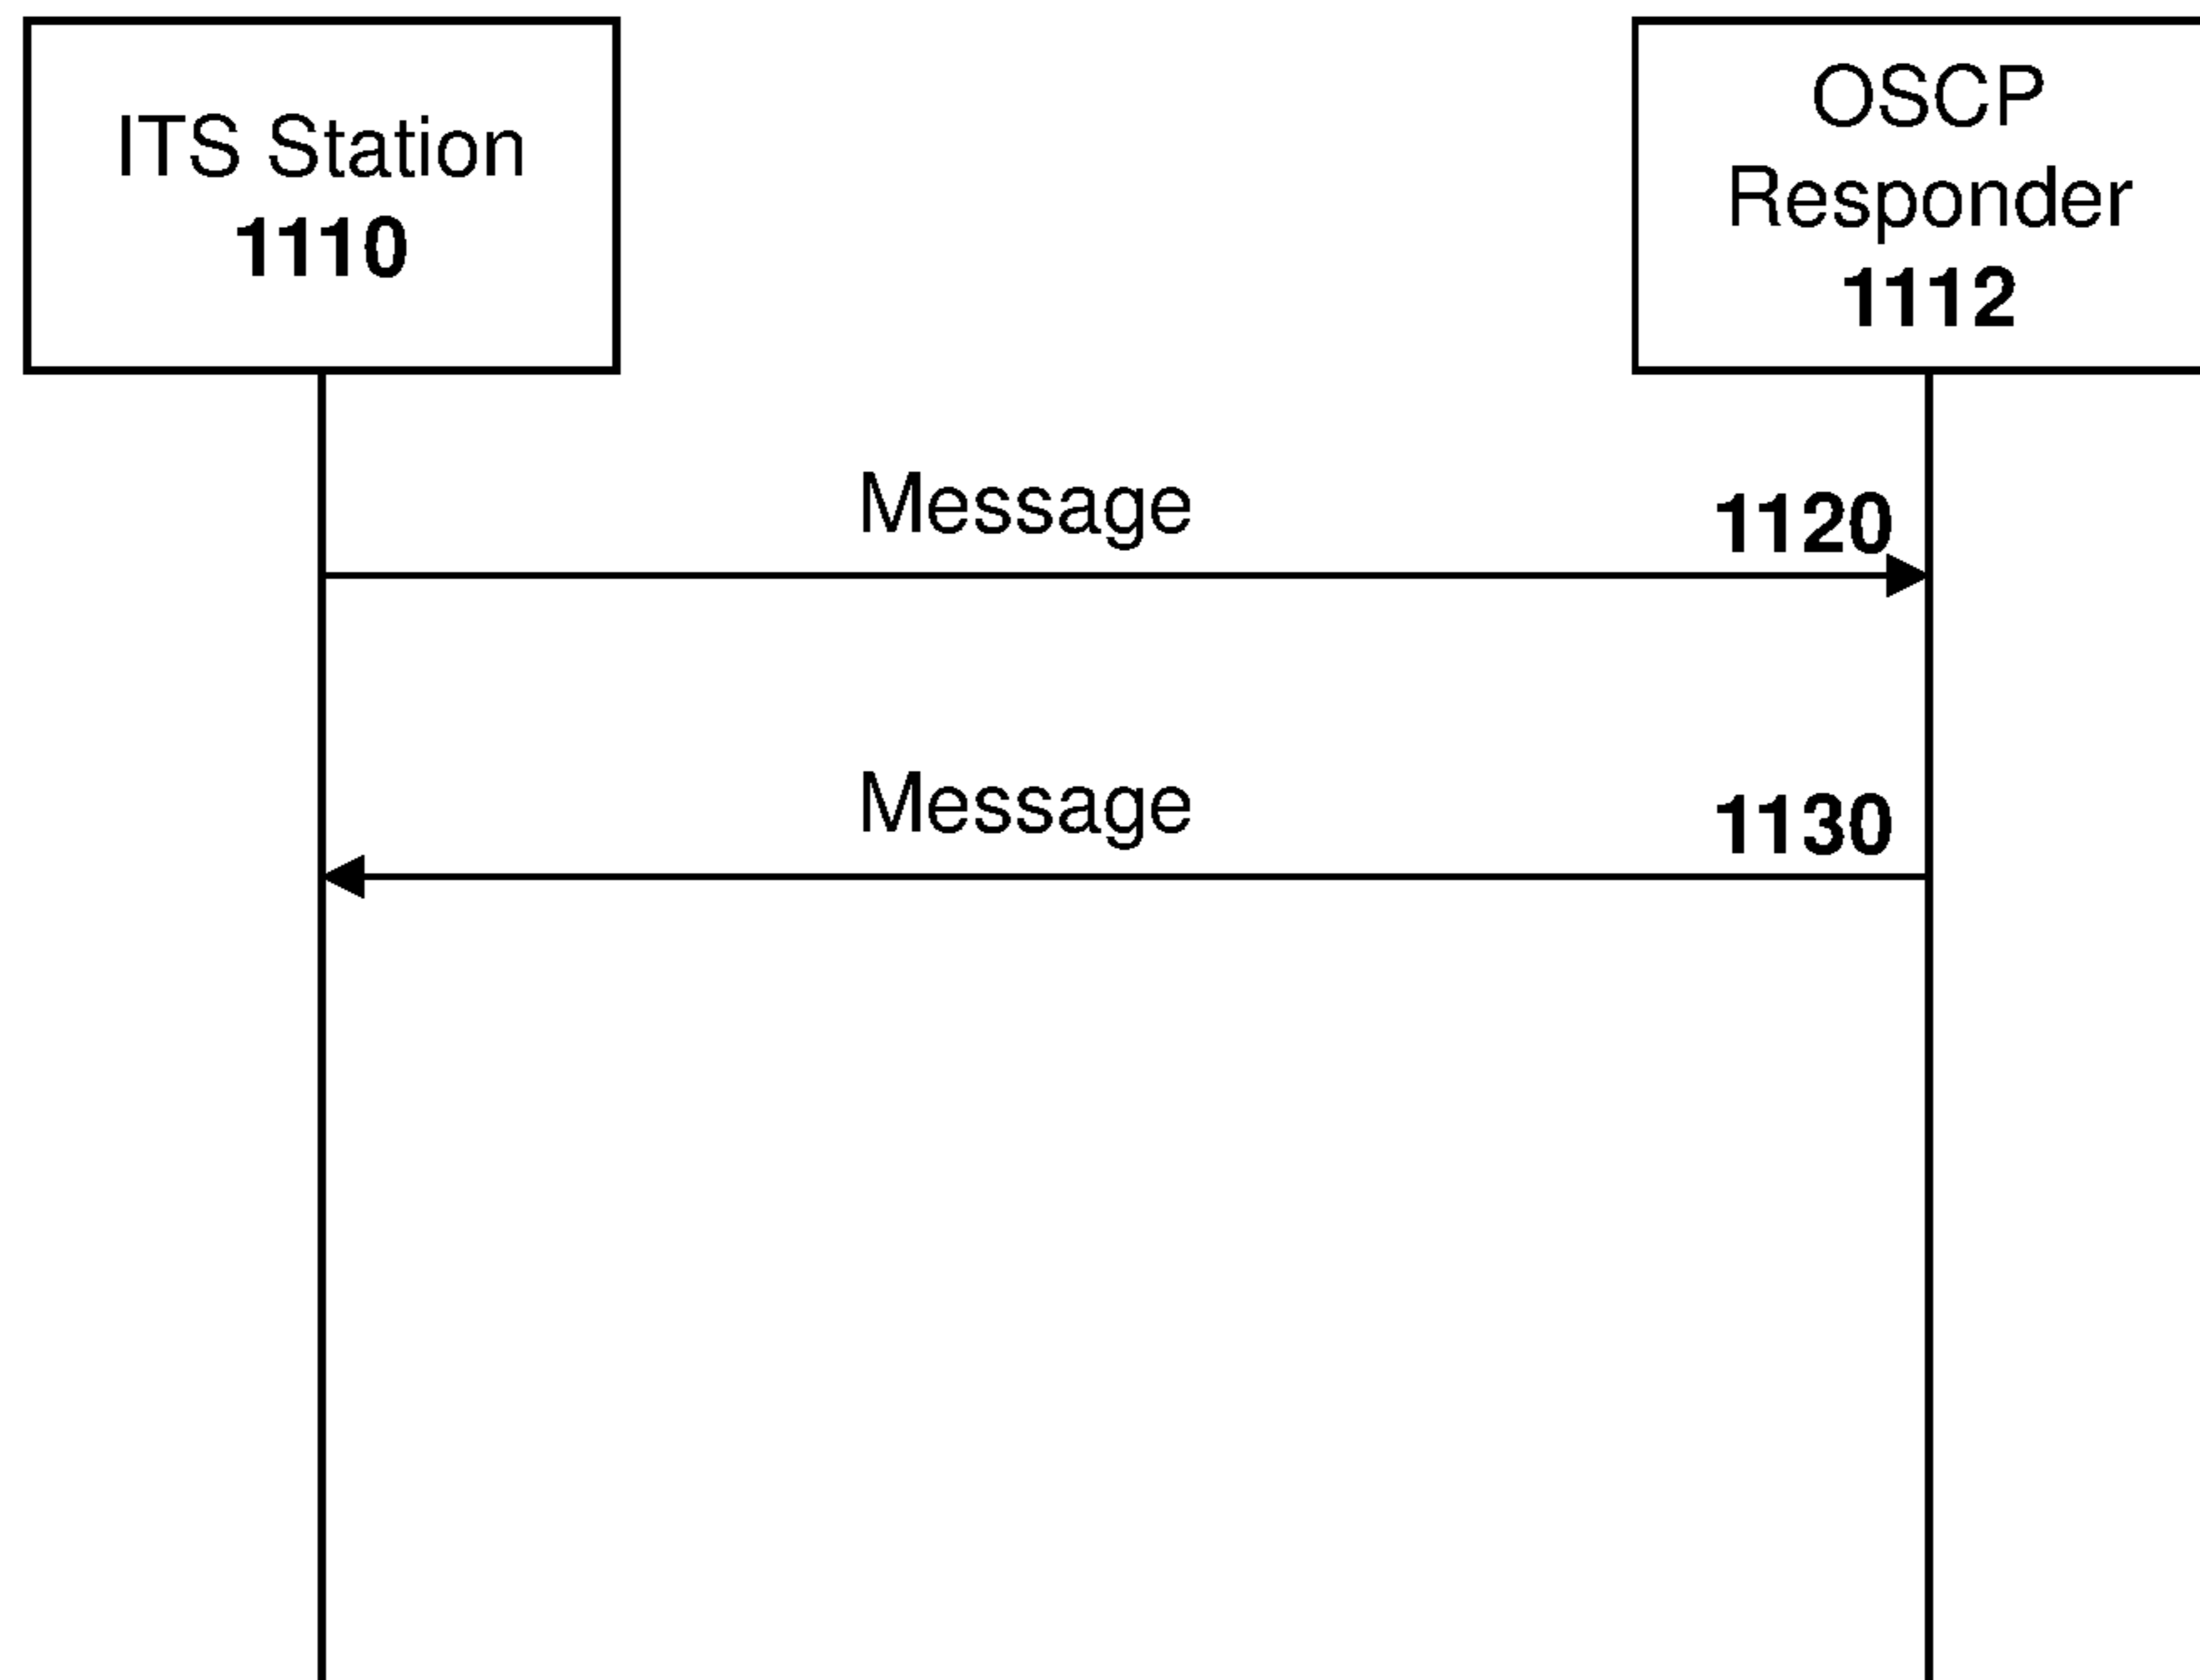 ITS Station
1110
OSCP
Responder
1112
Message
1120
Message
1130